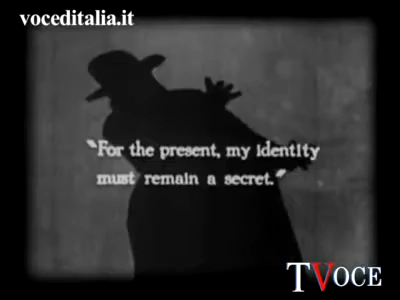 voceditalia.it
"For the present, my identity
must remain a secret."
TVOCE